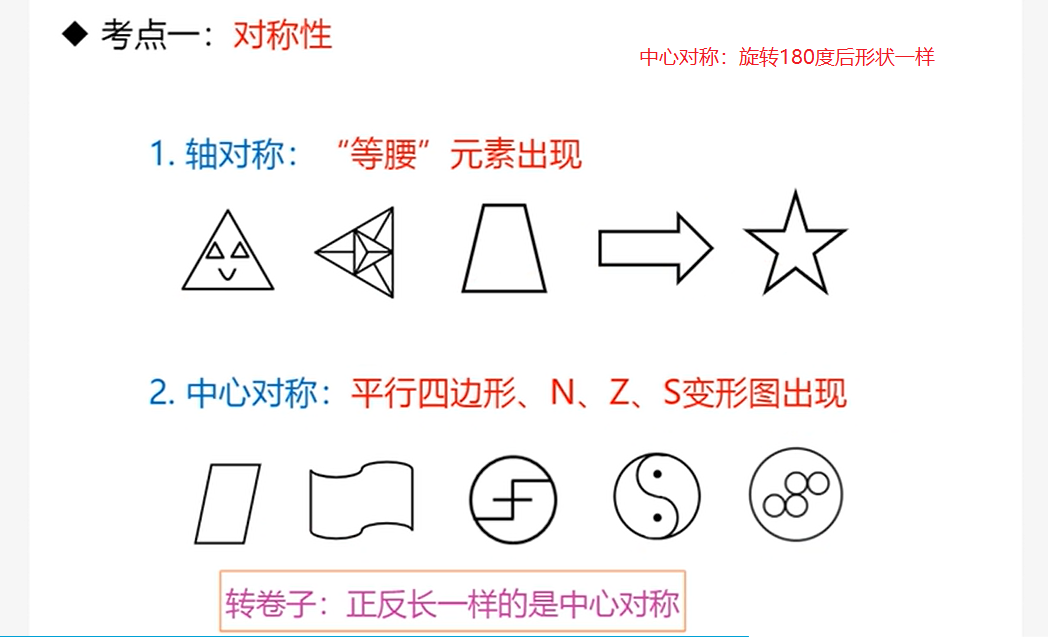 ◆ 考点一：对称性
中心对称：旋转180度后形状一样
1. 轴对称： “等腰”元素出现
2. 中心对称：平行四边形、N、Z、S变形图出现
转卷子：正反长一样的是中心对称